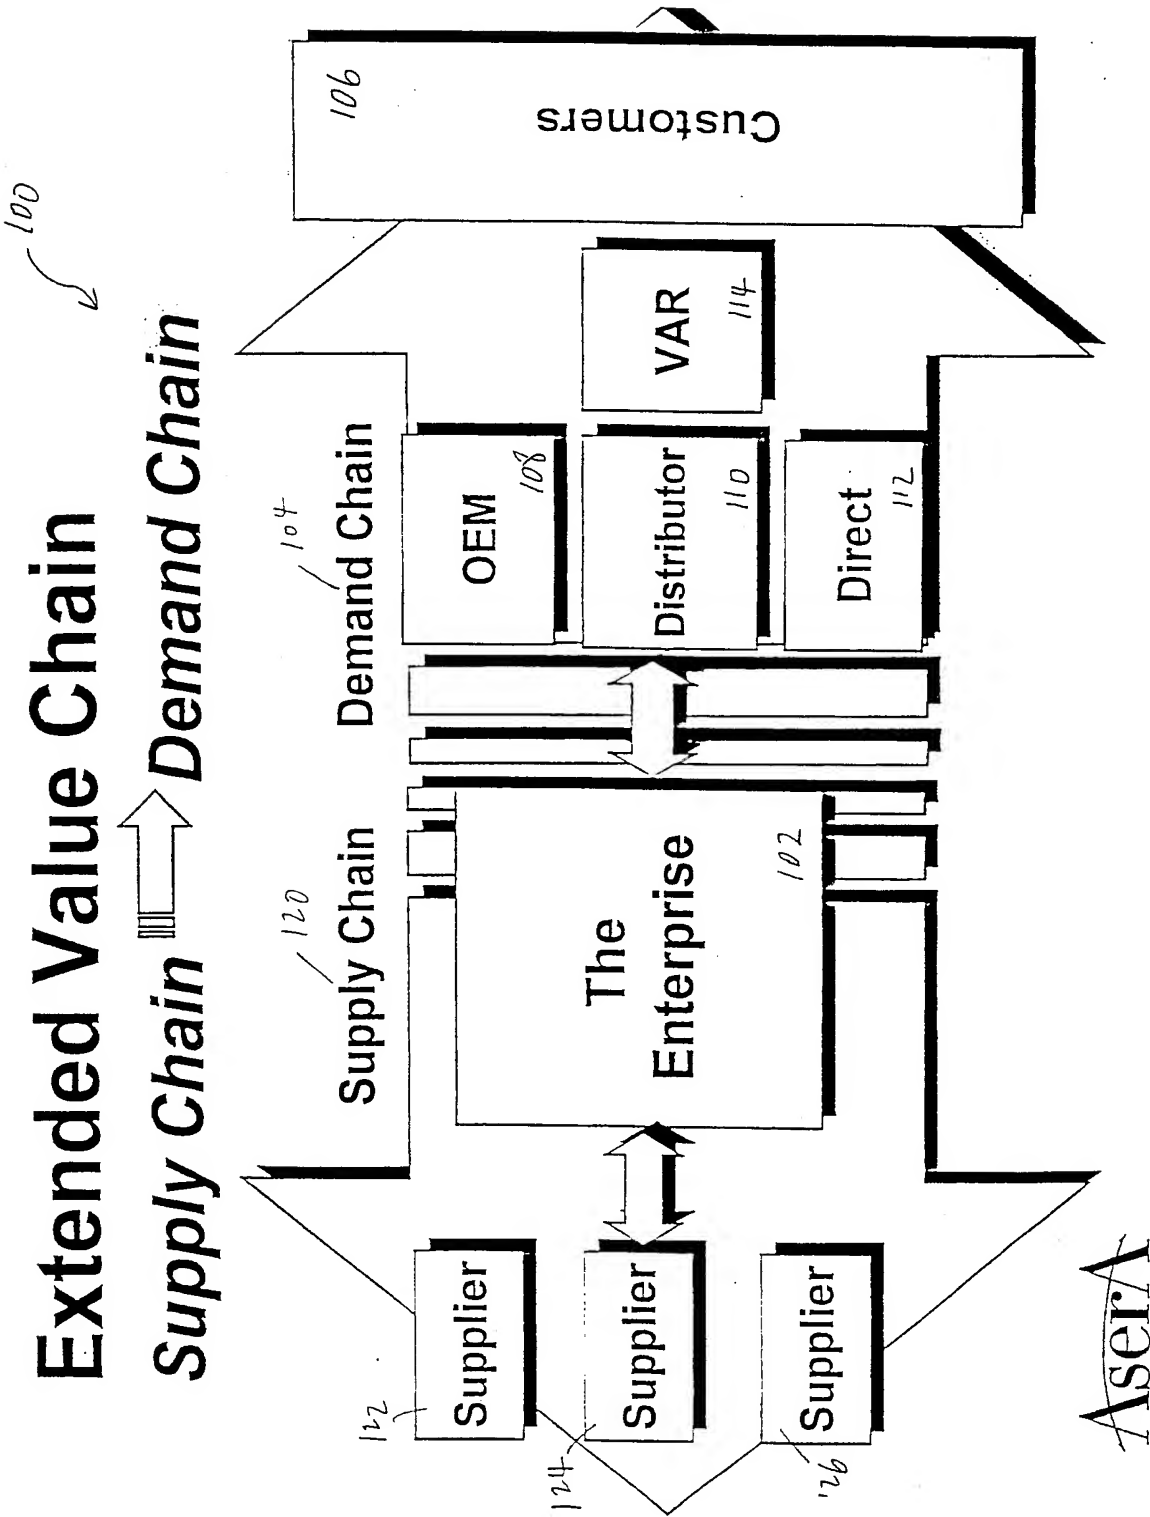 Extended Value Chain
Supply Chain
Demand Chain
100
Supply Chain
120
Demand Chain
104
Supplier
122
Supplier
124
Supplier
The
Enterprise
102
OEM
108
Distributor
110
Direct
112
VAR
114
Customers
106
AserA